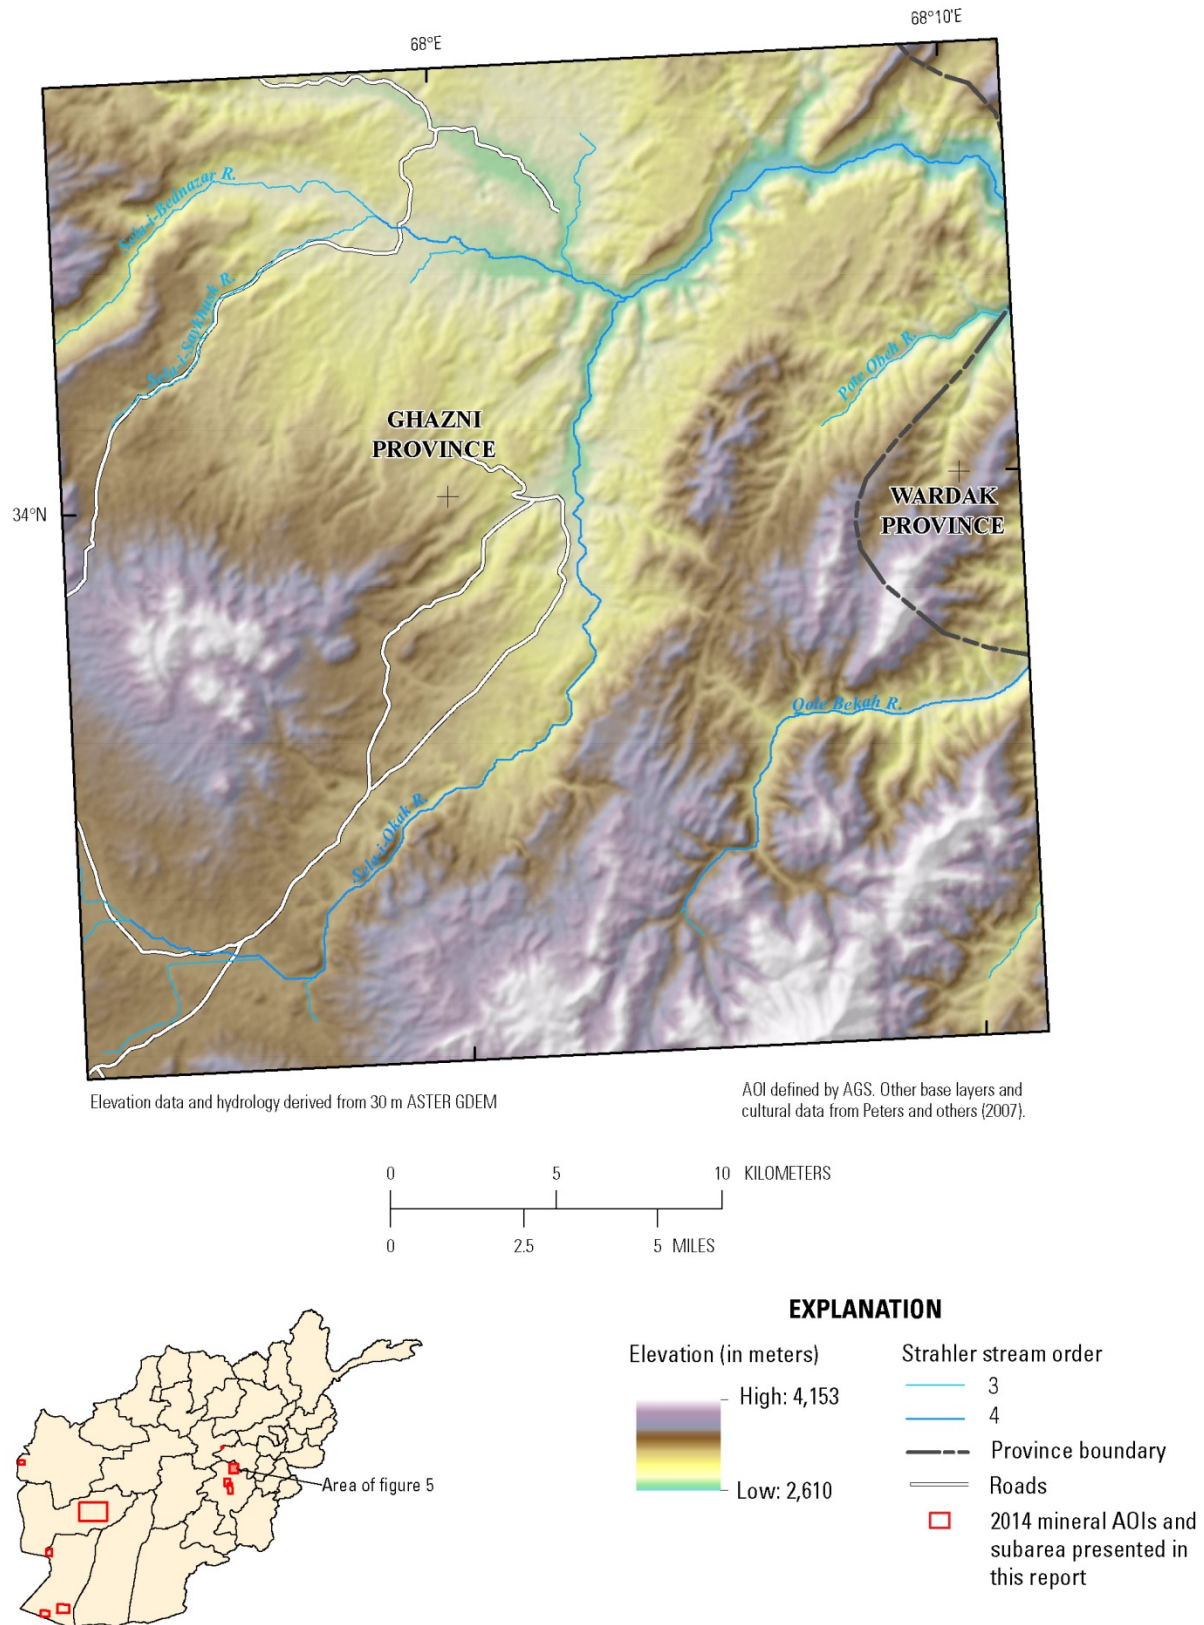 68°E
68°10'E
Sela-i-Bednazar R.
Sela-i-Saykhusk R.
Pole Obeh R.
GHAZNI
PROVINCE
WARDAK
PROVINCE
34°N
Qole Bekah R.
Sela-i-Okak R.
Elevation data and hydrology derived from 30 m ASTER GDEM
AOI defined by AGS. Other base layers and
cultural data from Peters and others (2007).
0 5 10 KILOMETERS
0 2.5 5 MILES
Area of figure 5
EXPLANATION
Elevation (in meters)
High: 4,153
Low: 2,610
Strahler stream order
3
4
Province boundary
Roads
2014 mineral AOIs and
subarea presented in
this report